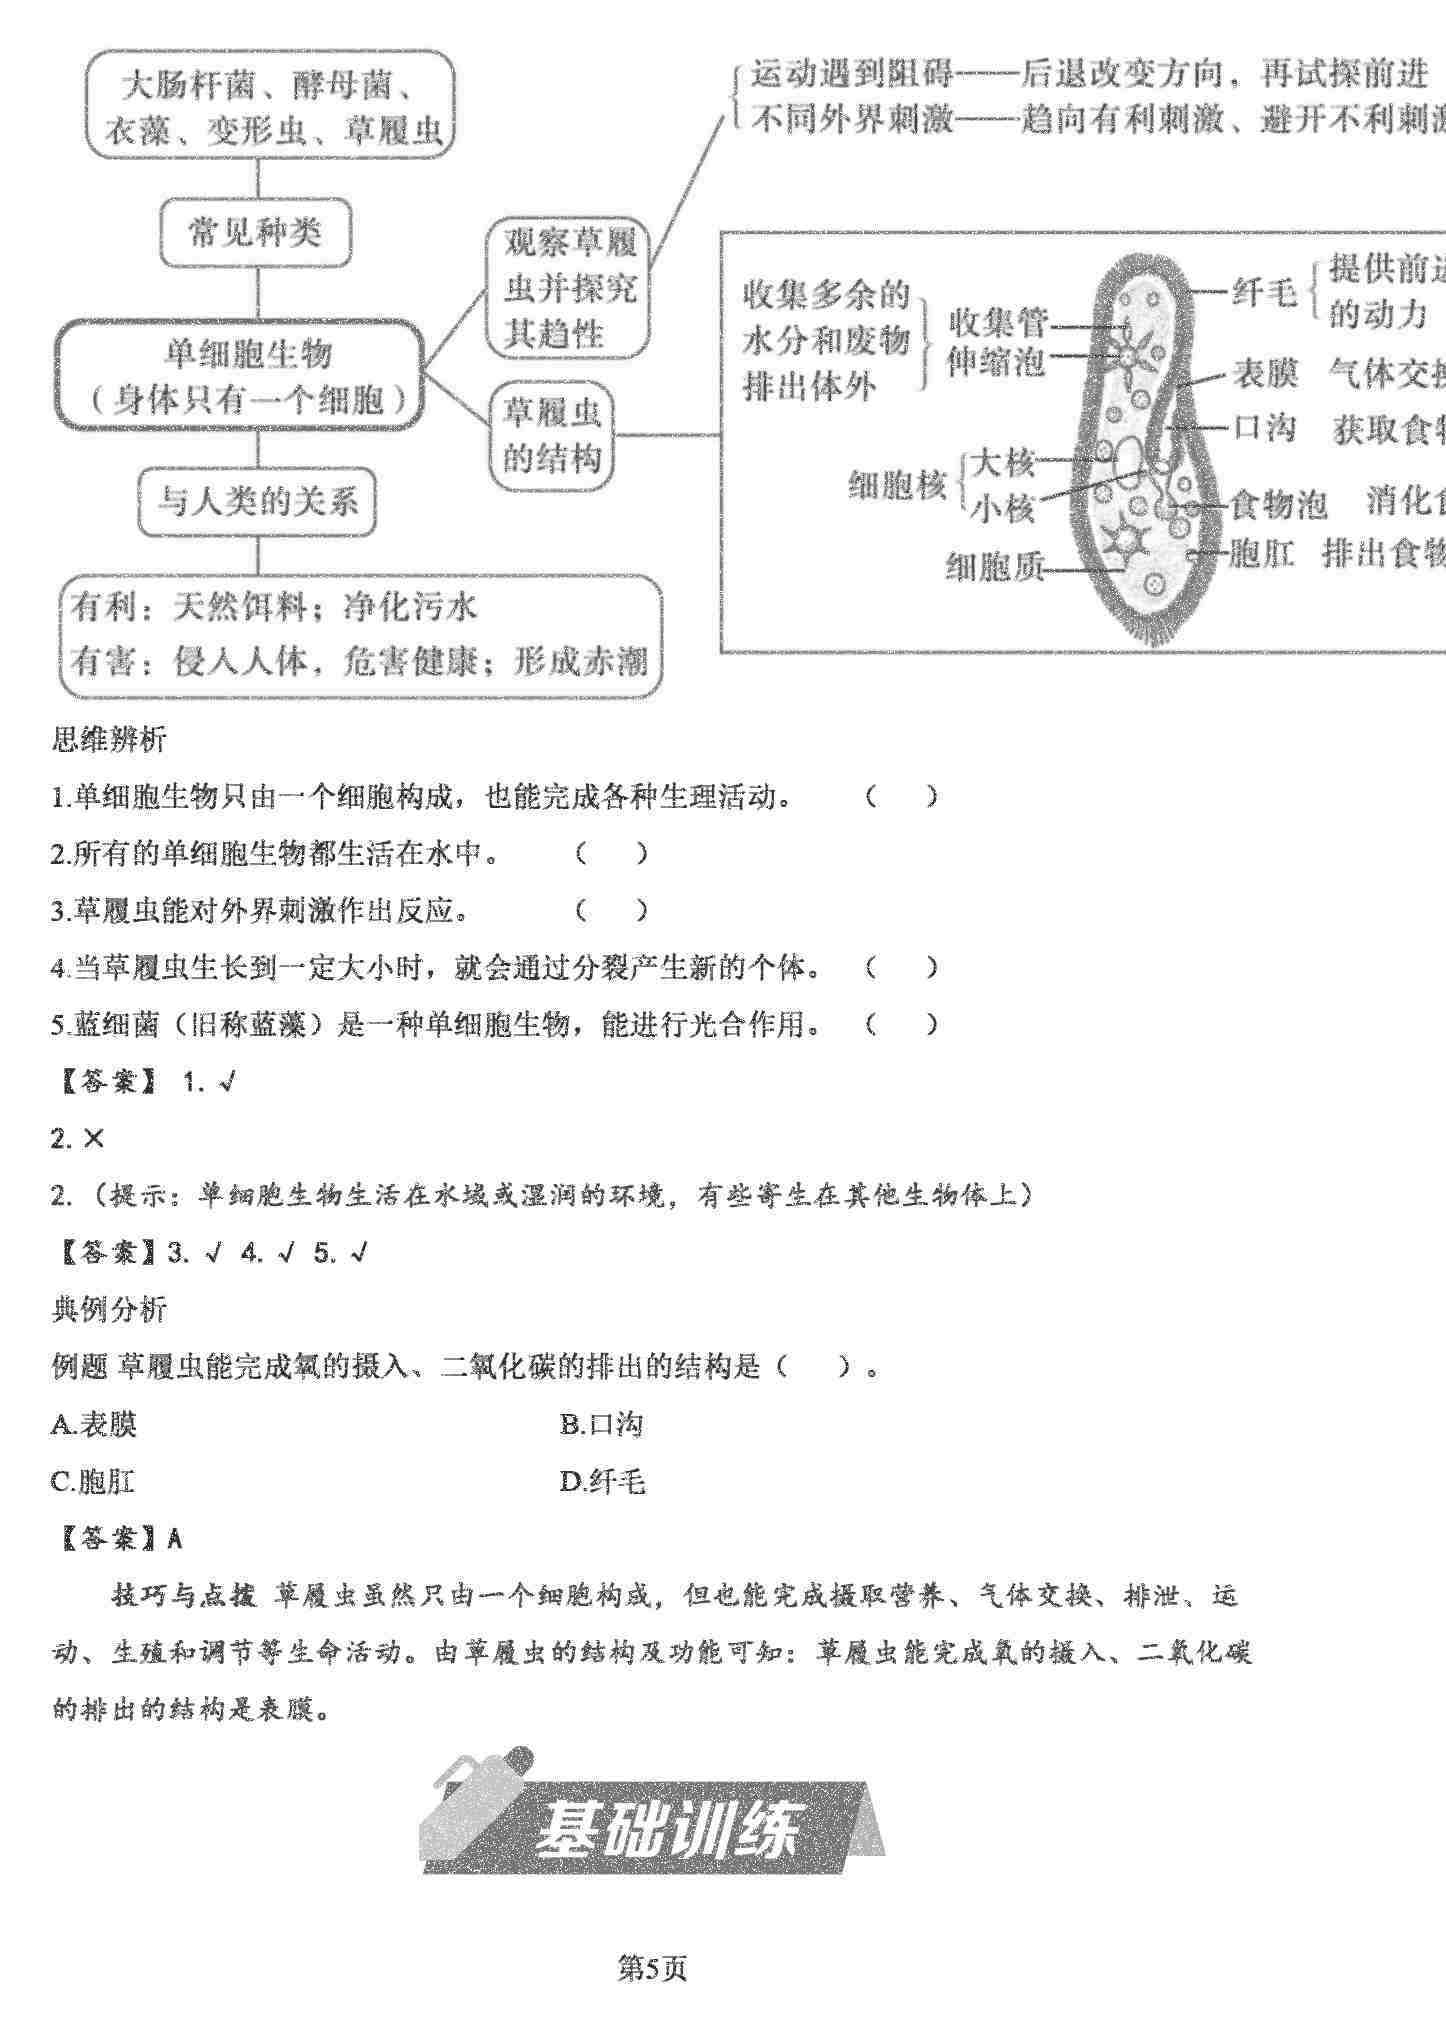 大肠杆菌、酵母菌、
衣藻、变形虫、草履虫
常见种类
单细胞生物
（身体只有一个细胞）
与人类的关系
有利：天然饵料；净化污水
有害：侵入人体，危害健康；形成赤潮
观察草履
虫并探究
其趋性
运动遇到阻碍——后退改变方向，再试探前进
不同外界刺激——趋向有利刺激、避开不利刺
草履虫
的结构
收集多余的
水分和废物
排出体外
收集管
伸缩泡
细胞核
大核
小核
细胞质
纤毛
提供前
的动力
表膜 气体交
口沟 获取食
食物泡 消化
胞肛 排出食
思维辨析
1.单细胞生物只由一个细胞构成，也能完成各种生理活动。 （ ）
2.所有的单细胞生物都生活在水中。 （ ）
3.草履虫能对外界刺激作出反应。 （ ）
4.当草履虫生长到一定大小时，就会通过分裂产生新的个体。 （ ）
5.蓝细菌（旧称蓝藻）是一种单细胞生物，能进行光合作用。 （ ）
【答案】 1. √
2. ×
2. （提示：单细胞生物生活在水域或湿润的环境，有些寄生在其他生物体上）
【答案】3. √ 4. √ 5. √
典例分析
例题 草履虫能完成氧的摄入、二氧化碳的排出的结构是（ ）。
A.表膜 B.口沟
C.胞肛 D.纤毛
【答案】A
技巧与点拨 草履虫虽然只由一个细胞构成，但也能完成摄取营养、气体交换、排泄、运
动、生殖和调节等生命活动。由草履虫的结构及功能可知：草履虫能完成氧的摄入、二氧化碳
的排出的结构是表膜。
基础训练
第5页